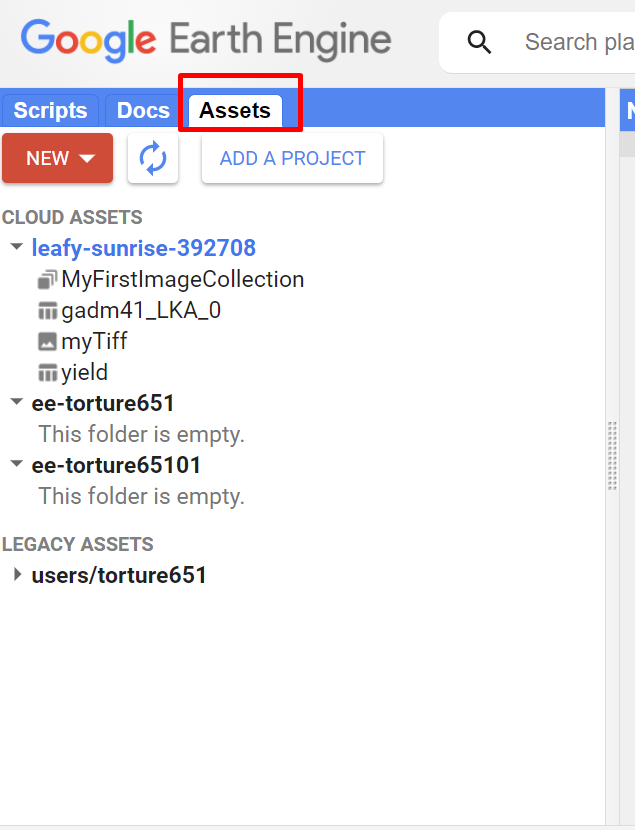 Google Earth Engine
Search pla
Scripts Docs Assets
NEW ADD A PROJECT
CLOUD ASSETS
leafy-sunrise-392708
MyFirstImageCollection
gadm41_LKA_0
myTiff
yield
ee-torture651
This folder is empty.
ee-torture65101
This folder is empty.
LEGACY ASSETS
users/torture651